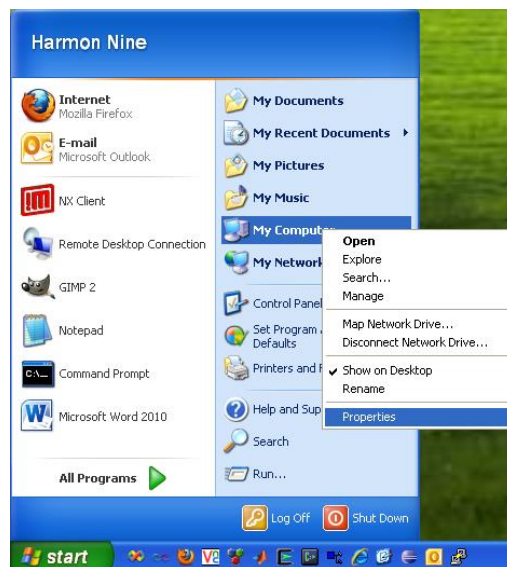 Harmon Nine
Internet
Mozilla Firefox
E-mail
Microsoft Outlook
NX Client
Remote Desktop Connection
GIMP 2
Notepad
Command Prompt
Microsoft Word 2010
All Programs
My Documents
My Recent Documents
My Pictures
My Music
My Computer
My Network
Control Panel
Set Program
Defaults
Printers and
Help and Sup
Search
Run...
Open
Explore
Search...
Manage
Map Network Drive...
Disconnect Network Drive...
Show on Desktop
Rename
Properties
Log Off
Shut Down
start